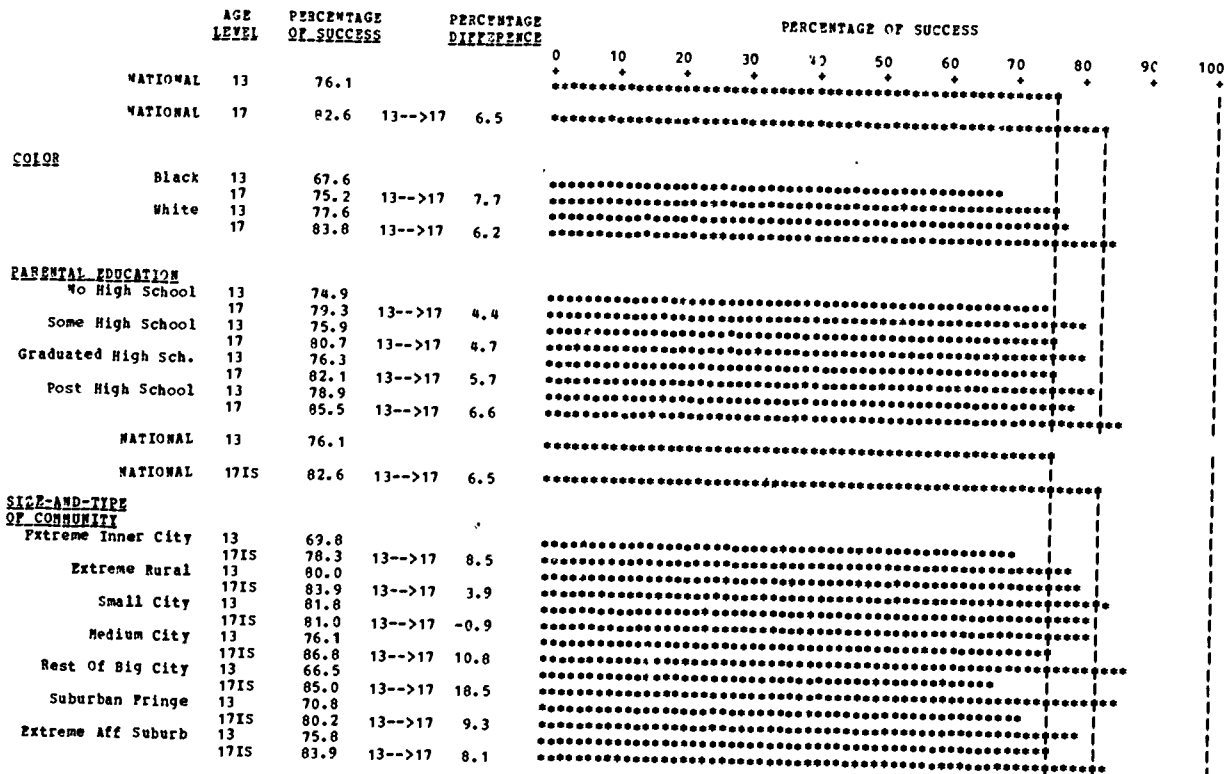 AGE LEVEL PERCENTAGE OF SUCCESS PERCENTAGE DIFFERENCE PERCENTAGE OF SUCCESS
0 10 20 30 40 50 60 70 80 90 100
NATIONAL 13 76.1
NATIONAL 17 82.6 13-->17 6.5
COLOR
Black 13 67.6
17 75.2 13-->17 7.7
White 13 77.6
17 83.8 13-->17 6.2
PARENTAL EDUCATION
No High School 13 74.9
17 79.3 13-->17 4.4
Some High School 13 75.9
17 80.7 13-->17 4.7
Graduated High Sch. 13 76.3
17 82.1 13-->17 5.7
Post High School 13 78.9
17 85.5 13-->17 6.6
NATIONAL 13 76.1
NATIONAL 17IS 82.6 13-->17 6.5
SIZE-AND-TYPE
OF COMMUNITY
Extreme Inner City 13 69.8
17IS 78.3 13-->17 8.5
Extreme Rural 13 80.0
17IS 83.9 13-->17 3.9
Small City 13 81.8
17IS 81.0 13-->17 -0.9
Medium City 13 76.1
17IS 86.8 13-->17 10.8
Rest Of Big City 13 66.5
17IS 85.0 13-->17 18.5
Suburban Fringe 13 70.8
17IS 80.2 13-->17 9.3
Extreme Aff Suburb 13 75.8
17IS 83.9 13-->17 8.1